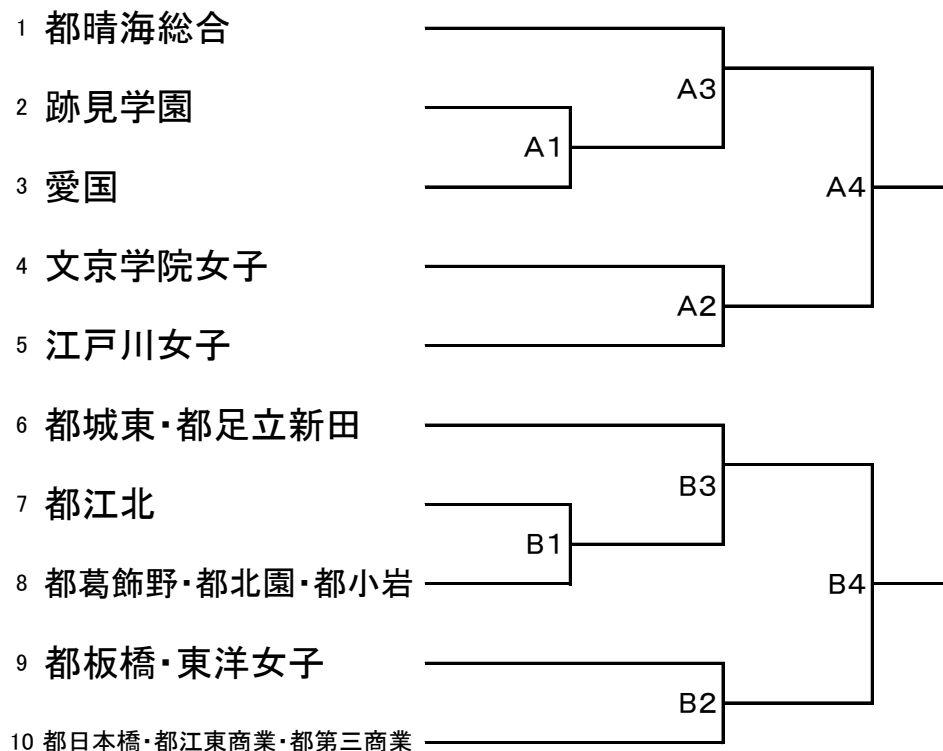 1 都晴海総合
A3
2 跡見学園
A1
3 愛国
A4
4 文京学院女子
A2
5 江戸川女子
6 都城東・都足立新田
B3
7 都江北
B1
8 都葛飾野・都北園・都小岩
B4
9 都板橋・東洋女子
B2
10 都日本橋・都江東商業・都第三商業